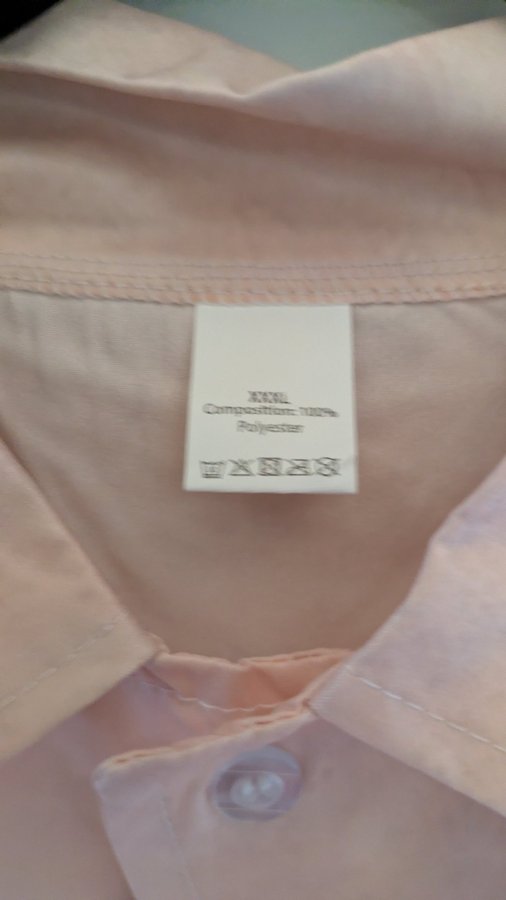 XXXL
Composition: 100%
Polyester